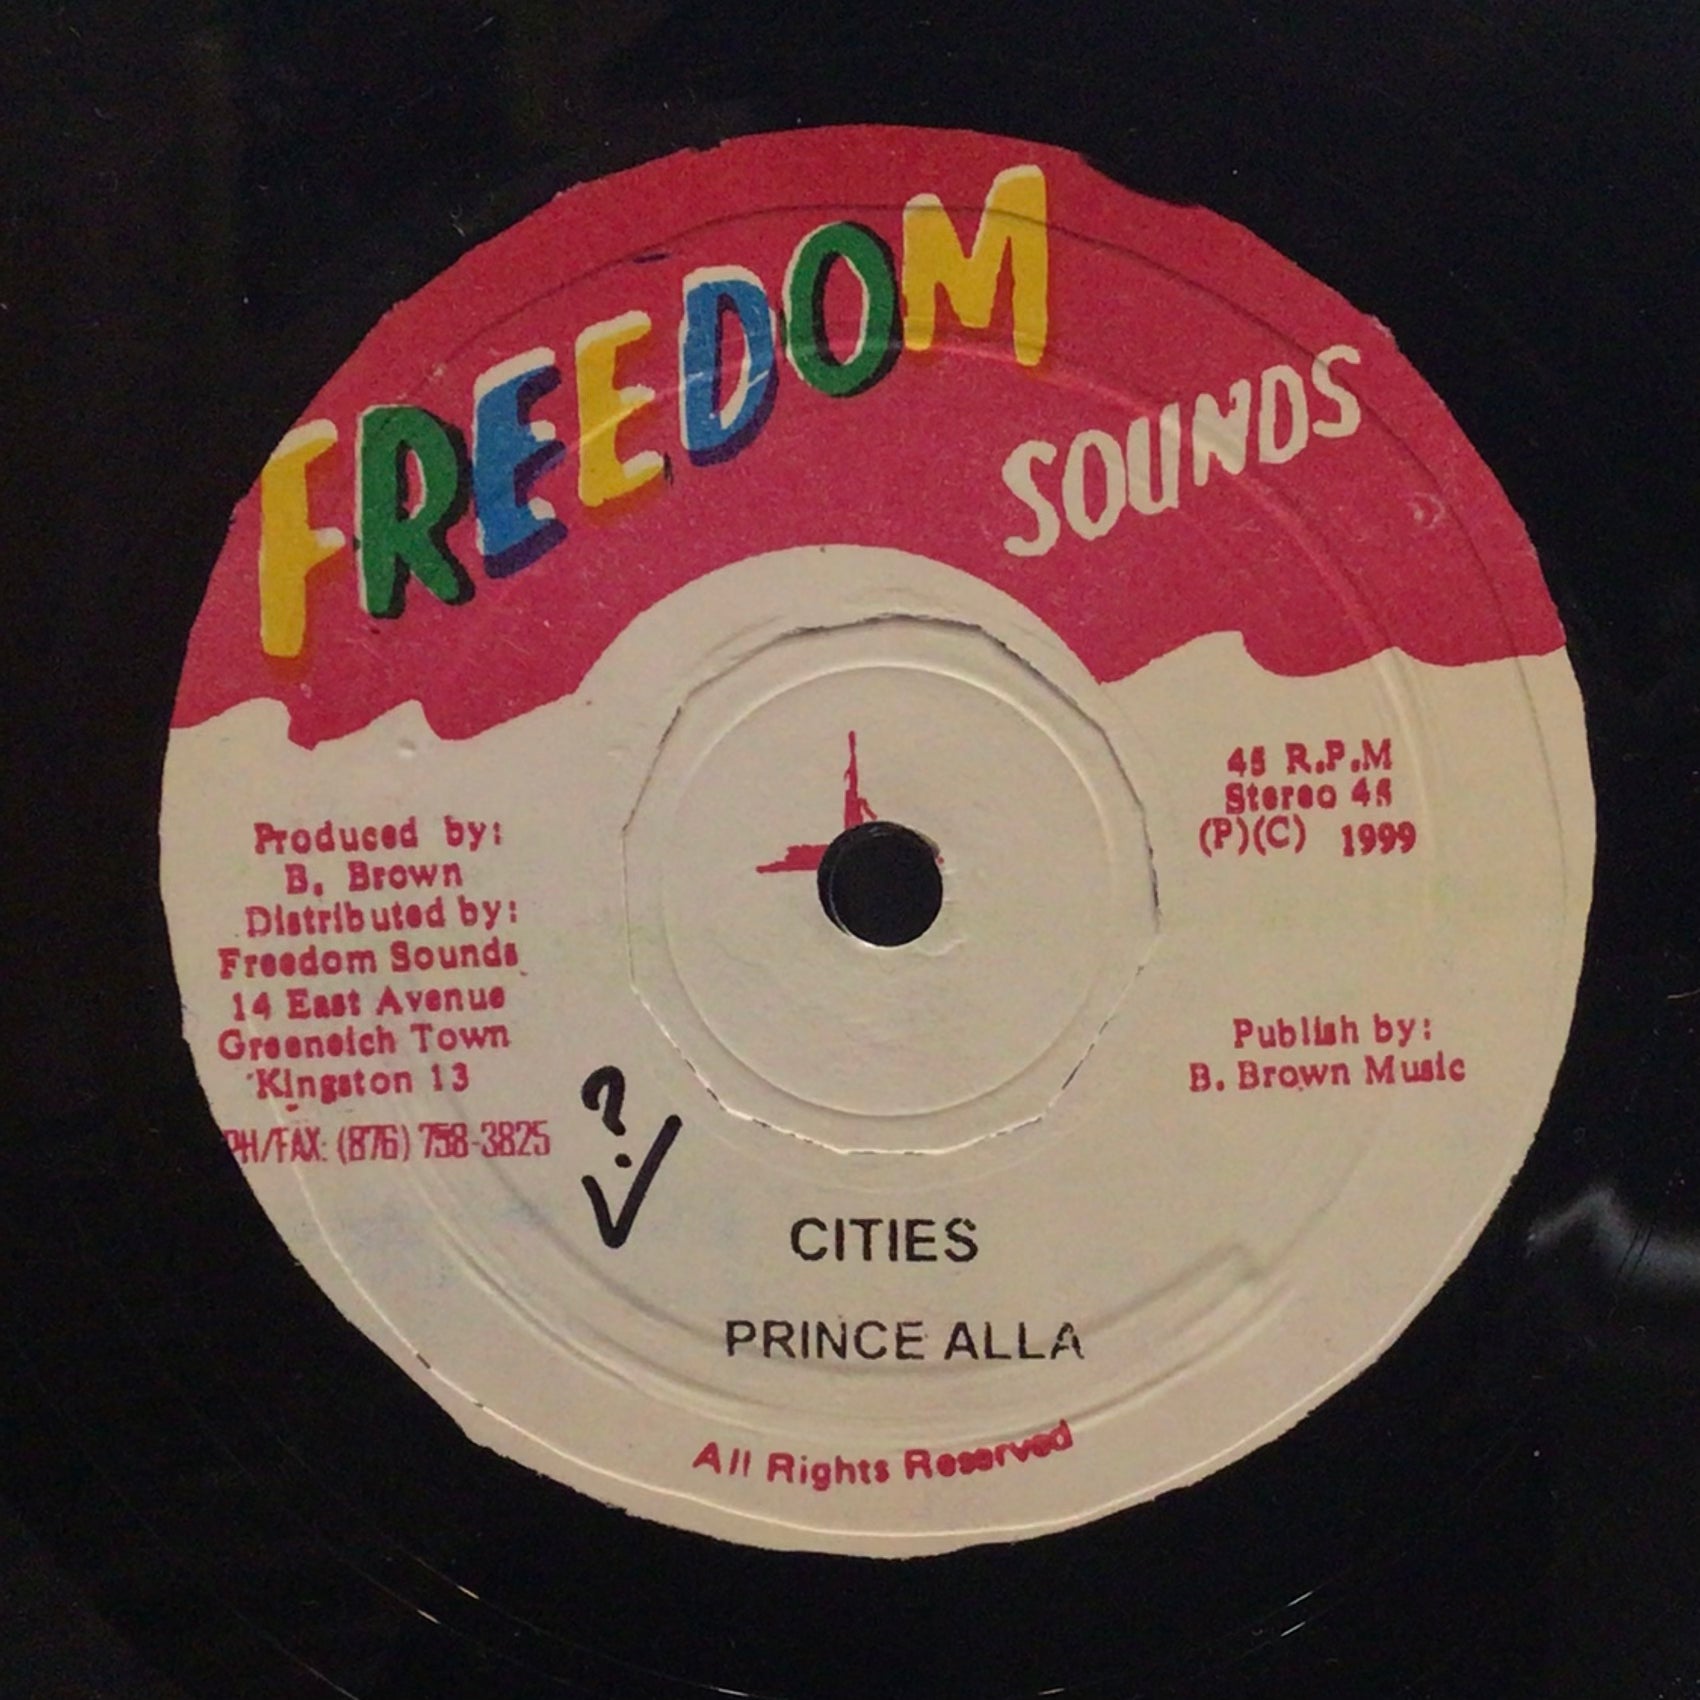 FREEDOM
SOUNDS
45 R.P.M
Stereo 45
(P)(C) 1999
Produced by:
B. Brown
Distributed by:
Freedom Sounds
14 East Avenue
Greeneich Town
Kingston 13
PH/FAX: (876) 758-3825
Publish by:
B. Brown Music
?
✓
CITIES
PRINCE ALLA
All Rights Reserved